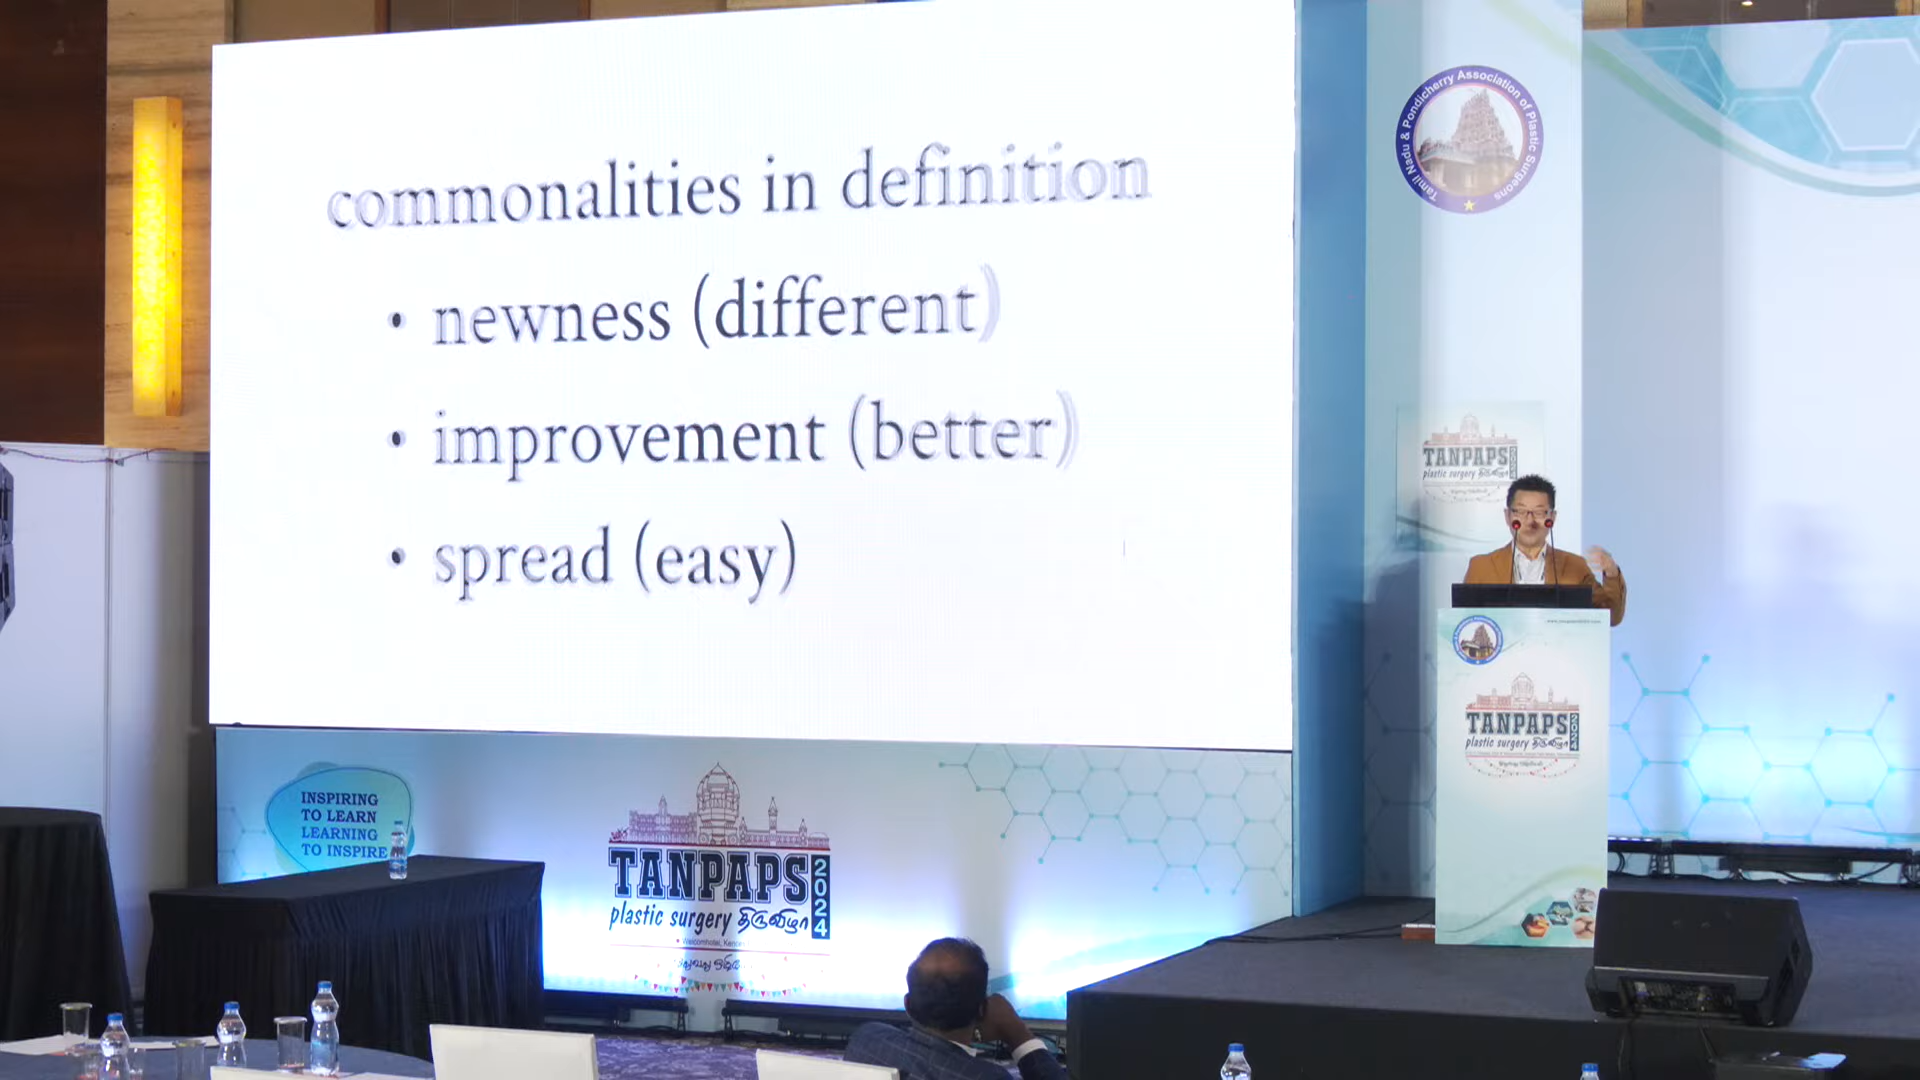 commonalities in definition
• newness (different)
• improvement (better)
• spread (easy)
Tamil Nadu & Pondicherry Association of Plastic Surgeons
TANPAPS
plastic surgery திருவிழா
TANPAPS 2024
plastic surgery திருவிழா
INSPIRING
TO LEARN
LEARNING
TO INSPIRE
TANPAPS 2024
plastic surgery திருவிழா